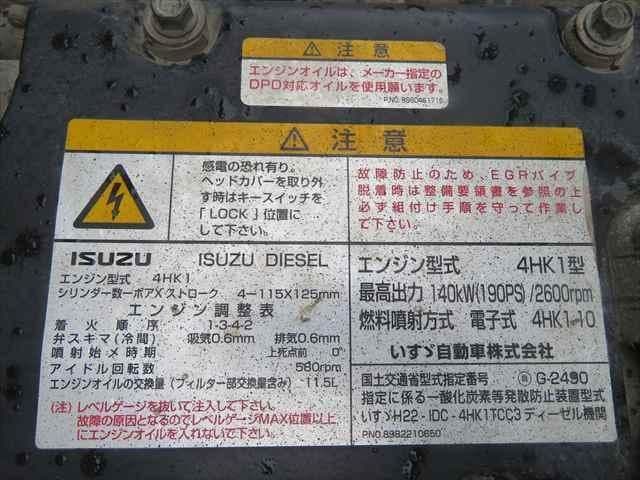 注意
エンジンオイルは、メーカー指定の
DPD対応オイルを使用願います。
P.NO. 8980461716
注意
感電の恐れ有り。
ヘッドカバーを取り外
す時はキースイッチを
「LOCK」位置に
して下さい。
故障防止のため、EGRパイプ
脱着時は整備要領書を参照の上
必ず組付け手順を守って作業し
て下さい。
ISUZU ISUZU DIESEL
エンジン型式 4HK1
シリンダー数ーボアXストローク 4-115X125mm
エンジン調整表
着火順序 1-3-4-2
弁スキマ(冷間) 吸気0.6mm 排気0.6mm
噴射始メ時期 上死点前 0°
アイドル回転数 580rpm
エンジンオイルの交換量(フィルター部交換量含み) 11.5L
(注)レベルゲージを抜いて注入して下さい。
故障の原因となるのでレベルゲージMAX位置以上
にエンジンオイルを入れないで下さい。
エンジン型式 4HK1型
最高出力 140kW(190PS)/2600rpm
燃料噴射方式 電子式 4HK1-10
いすゞ自動車株式会社
国土交通省型式指定番号 G-2490
指定に係る一酸化炭素等発散防止装置型式
いすゞH22-IDC-4HK1TCC3ディーゼル機関
P.NO.8982210650